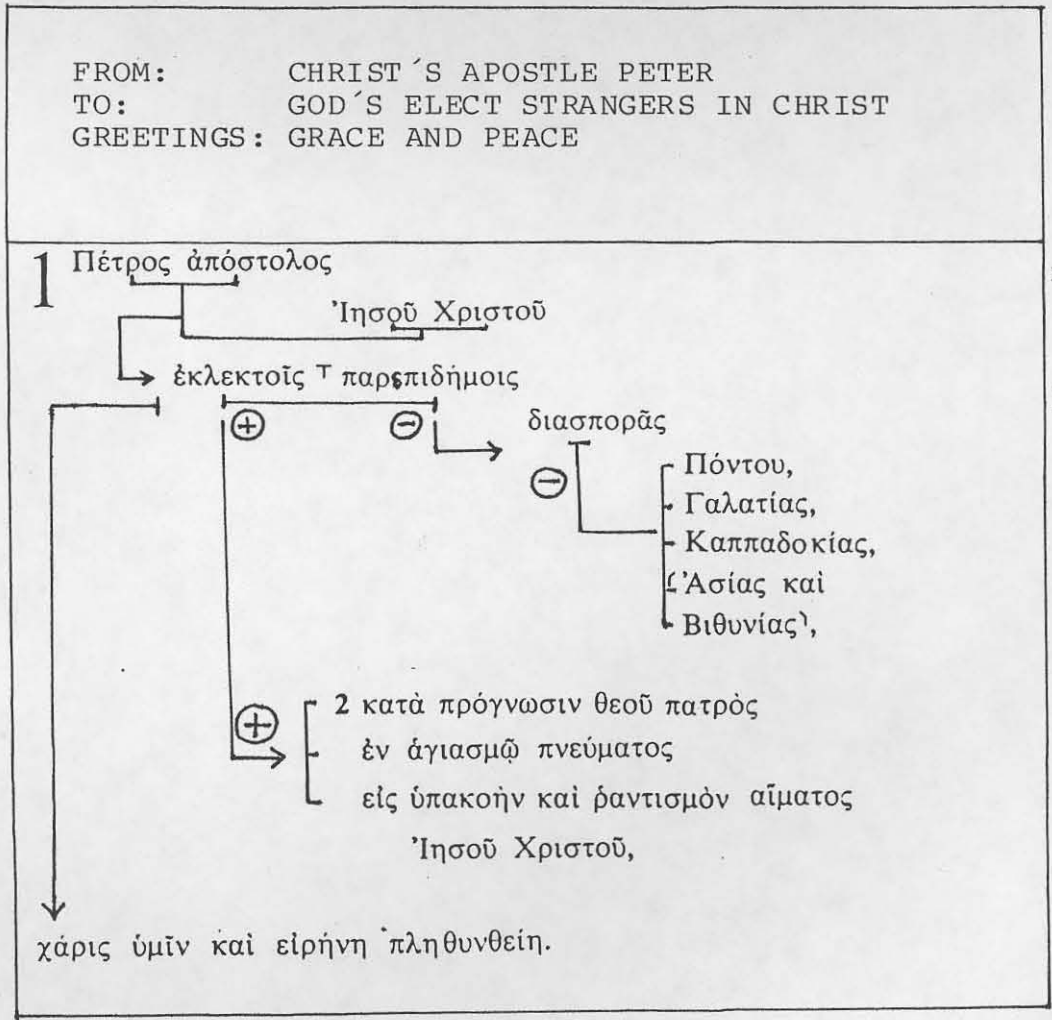 FROM: CHRIST´S APOSTLE PETER
TO: GOD´S ELECT STRANGERS IN CHRIST
GREETINGS: GRACE AND PEACE
1 Πέτρος ἀπόστολος
Ἰησοῦ Χριστοῦ
ἐκλεκτοῖς ⸆ παρεπιδήμοις
διασπορᾶς
Πόντου,
Γαλατίας,
Καππαδοκίας,
⸂Ἀσίας καὶ
Βιθυνίας⸃,
2 κατὰ πρόγνωσιν θεοῦ πατρὸς
ἐν ἁγιασμῷ πνεύματος
εἰς ὑπακοὴν καὶ ῥαντισμὸν αἵματος
Ἰησοῦ Χριστοῦ,
χάρις ὑμῖν καὶ εἰρήνη πληθυνθείη.